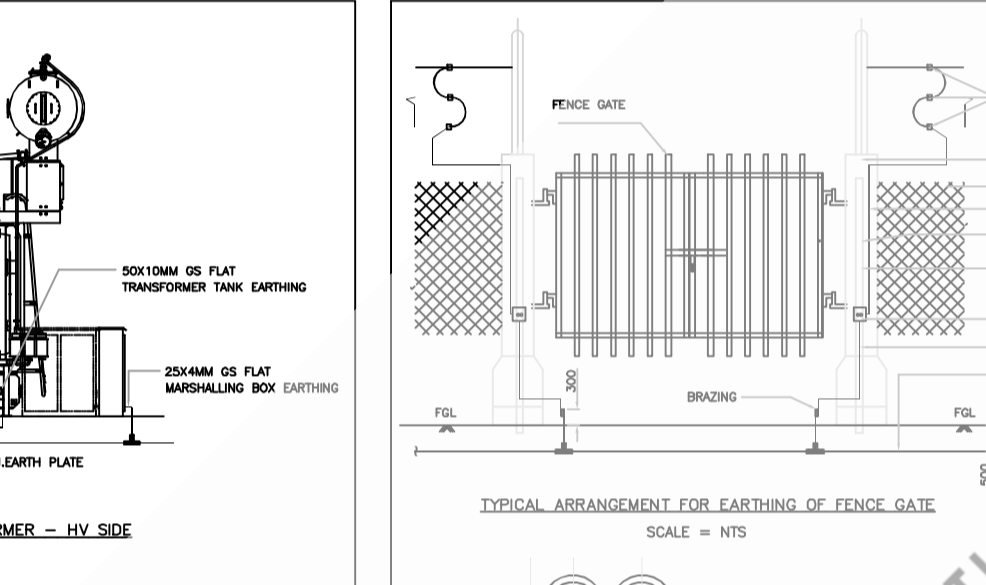 50X10MM GS FLAT
TRANSFORMER TANK EARTHING
25X4MM GS FLAT
MARSHALLING BOX EARTHING
EARTH PLATE
– HV SIDE
FENCE GATE
300
BRAZING
FGL
FGL
500
TYPICAL ARRANGEMENT FOR EARTHING OF FENCE GATE
SCALE = NTS